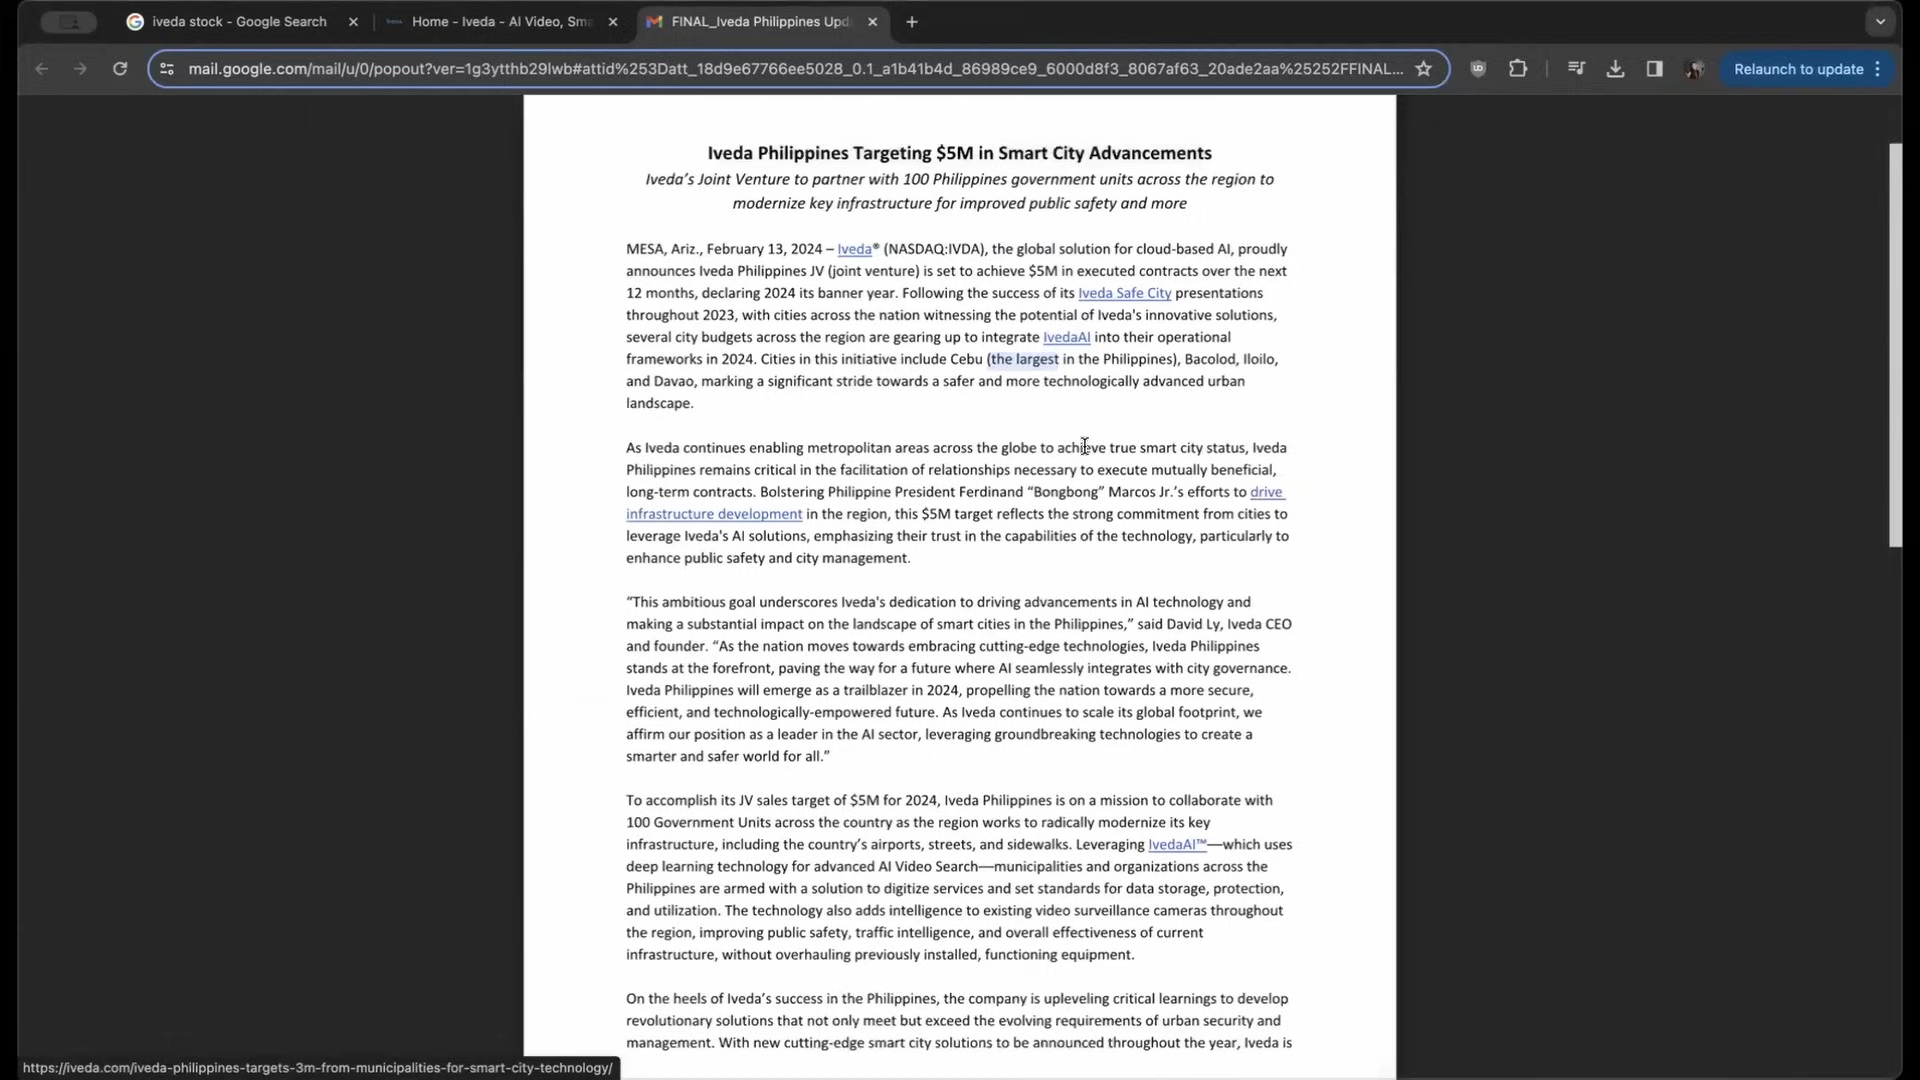 iveda stock - Google Search
Home - Iveda - AI Video, Sma
FINAL_Iveda Philippines Upd
mail.google.com/mail/u/0/popout?ver=1g3ytthb29lwb#attid%253Datt_18d9e67766ee5028_0.1_a1b41b4d_86989ce9_6000d8f3_8067af63_20ade2aa%25252FFINAL...
Relaunch to update
Iveda Philippines Targeting $5M in Smart City Advancements
Iveda’s Joint Venture to partner with 100 Philippines government units across the region to
modernize key infrastructure for improved public safety and more
MESA, Ariz., February 13, 2024 – Iveda® (NASDAQ:IVDA), the global solution for cloud-based AI, proudly
announces Iveda Philippines JV (joint venture) is set to achieve $5M in executed contracts over the next
12 months, declaring 2024 its banner year. Following the success of its Iveda Safe City presentations
throughout 2023, with cities across the nation witnessing the potential of Iveda's innovative solutions,
several city budgets across the region are gearing up to integrate IvedaAI into their operational
frameworks in 2024. Cities in this initiative include Cebu (the largest in the Philippines), Bacolod, Iloilo,
and Davao, marking a significant stride towards a safer and more technologically advanced urban
landscape.
As Iveda continues enabling metropolitan areas across the globe to achieve true smart city status, Iveda
Philippines remains critical in the facilitation of relationships necessary to execute mutually beneficial,
long-term contracts. Bolstering Philippine President Ferdinand “Bongbong” Marcos Jr.’s efforts to drive
infrastructure development in the region, this $5M target reflects the strong commitment from cities to
leverage Iveda's AI solutions, emphasizing their trust in the capabilities of the technology, particularly to
enhance public safety and city management.
“This ambitious goal underscores Iveda's dedication to driving advancements in AI technology and
making a substantial impact on the landscape of smart cities in the Philippines,” said David Ly, Iveda CEO
and founder. “As the nation moves towards embracing cutting-edge technologies, Iveda Philippines
stands at the forefront, paving the way for a future where AI seamlessly integrates with city governance.
Iveda Philippines will emerge as a trailblazer in 2024, propelling the nation towards a more secure,
efficient, and technologically-empowered future. As Iveda continues to scale its global footprint, we
affirm our position as a leader in the AI sector, leveraging groundbreaking technologies to create a
smarter and safer world for all.”
To accomplish its JV sales target of $5M for 2024, Iveda Philippines is on a mission to collaborate with
100 Government Units across the country as the region works to radically modernize its key
infrastructure, including the country’s airports, streets, and sidewalks. Leveraging IvedaAI™—which uses
deep learning technology for advanced AI Video Search—municipalities and organizations across the
Philippines are armed with a solution to digitize services and set standards for data storage, protection,
and utilization. The technology also adds intelligence to existing video surveillance cameras throughout
the region, improving public safety, traffic intelligence, and overall effectiveness of current
infrastructure, without overhauling previously installed, functioning equipment.
On the heels of Iveda’s success in the Philippines, the company is upleveling critical learnings to develop
revolutionary solutions that not only meet but exceed the evolving requirements of urban security and
management. With new cutting-edge smart city solutions to be announced throughout the year, Iveda is
https://iveda.com/iveda-philippines-targets-3m-from-municipalities-for-smart-city-technology/